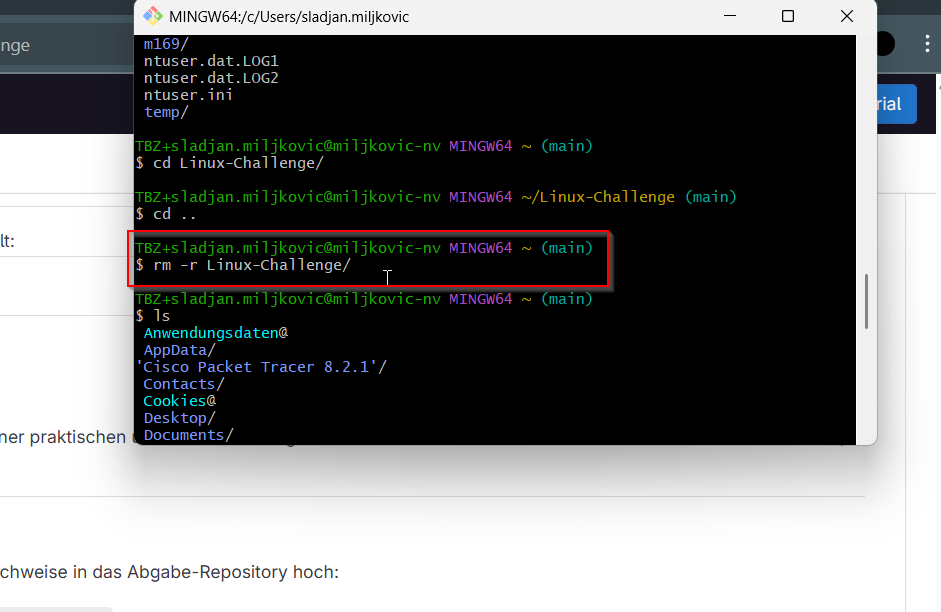 MINGW64:/c/Users/sladjan.miljkovic
nge
m169/
ntuser.dat.LOG1
ntuser.dat.LOG2
ntuser.ini
temp/
rial
TBZ+sladjan.miljkovic@miljkovic-nv MINGW64 ~ (main)
$ cd Linux-Challenge/
TBZ+sladjan.miljkovic@miljkovic-nv MINGW64 ~/Linux-Challenge (main)
$ cd ..
lt:
TBZ+sladjan.miljkovic@miljkovic-nv MINGW64 ~ (main)
$ rm -r Linux-Challenge/
TBZ+sladjan.miljkovic@miljkovic-nv MINGW64 ~ (main)
$ ls
Anwendungsdaten@
AppData/
'Cisco Packet Tracer 8.2.1'/
Contacts/
Cookies@
Desktop/
Documents/
ner praktischen
chweise in das Abgabe-Repository hoch: